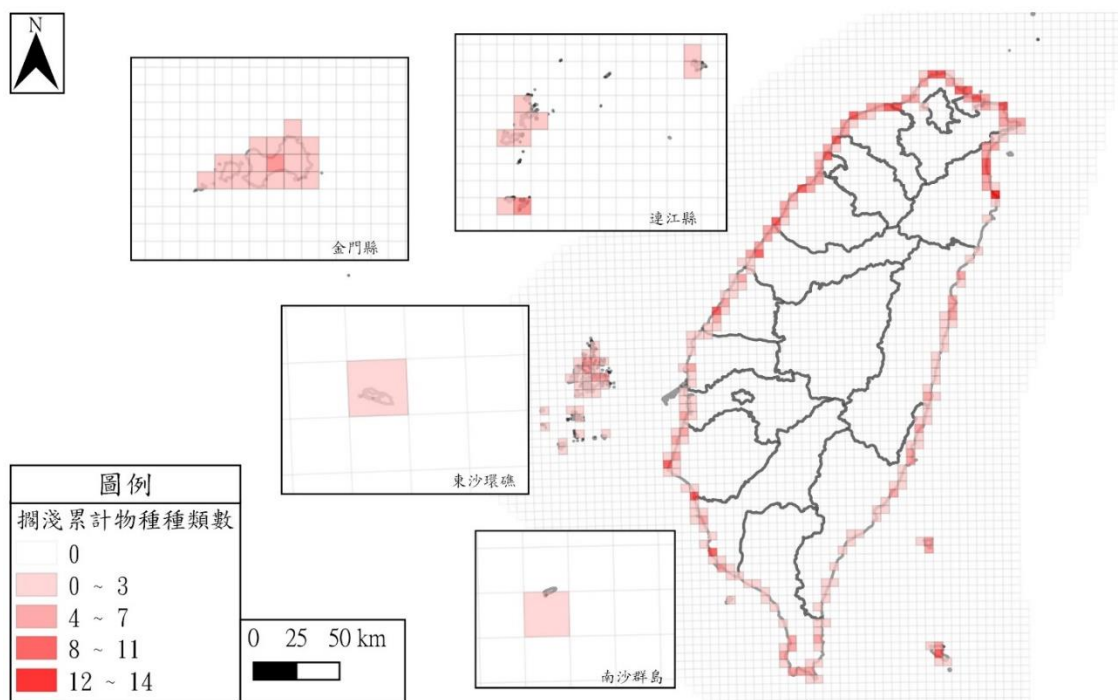 N
金門縣
連江縣
東沙環礁
南沙群島
圖例
擱淺累計物種種類數
0
0 ~ 3
4 ~ 7
8 ~ 11
12 ~ 14
0 25 50 km